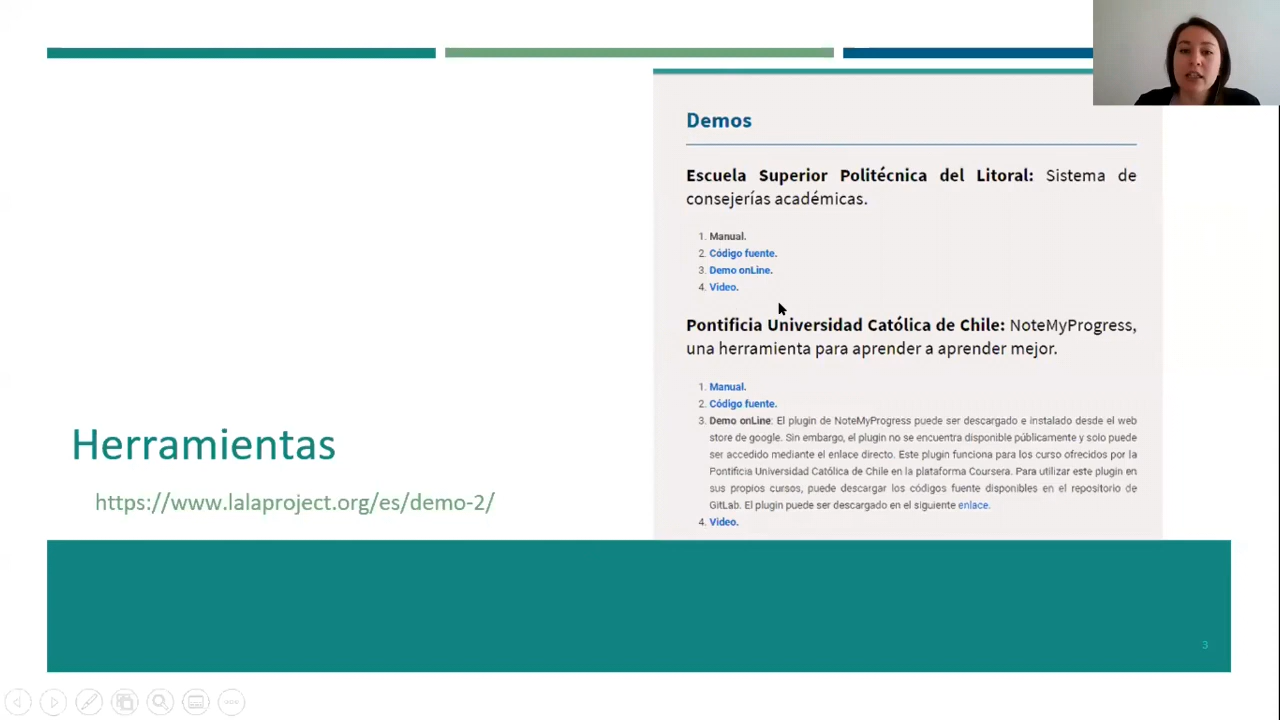 Demos
Escuela Superior Politécnica del Litoral: Sistema de
consejerías académicas.
1. Manual.
2. Código fuente.
3. Demo onLine.
4. Video.
Pontificia Universidad Católica de Chile: NoteMyProgress,
una herramienta para aprender a aprender mejor.
1. Manual.
2. Código fuente.
3. Demo onLine: El plugin de NoteMyProgress puede ser descargado e instalado desde el web
store de google. Sin embargo, el plugin no se encuentra disponible públicamente y solo puede
ser accedido mediante el enlace directo. Este plugin funciona para los curso ofrecidos por la
Pontificia Universidad Católica de Chile en la plataforma Coursera. Para utilizar este plugin en
sus propios cursos, puede descargar los códigos fuente disponibles en el repositorio de
GitLab. El plugin puede ser descargado en el siguiente enlace.
4. Video.
Herramientas
https://www.lalaproject.org/es/demo-2/
3